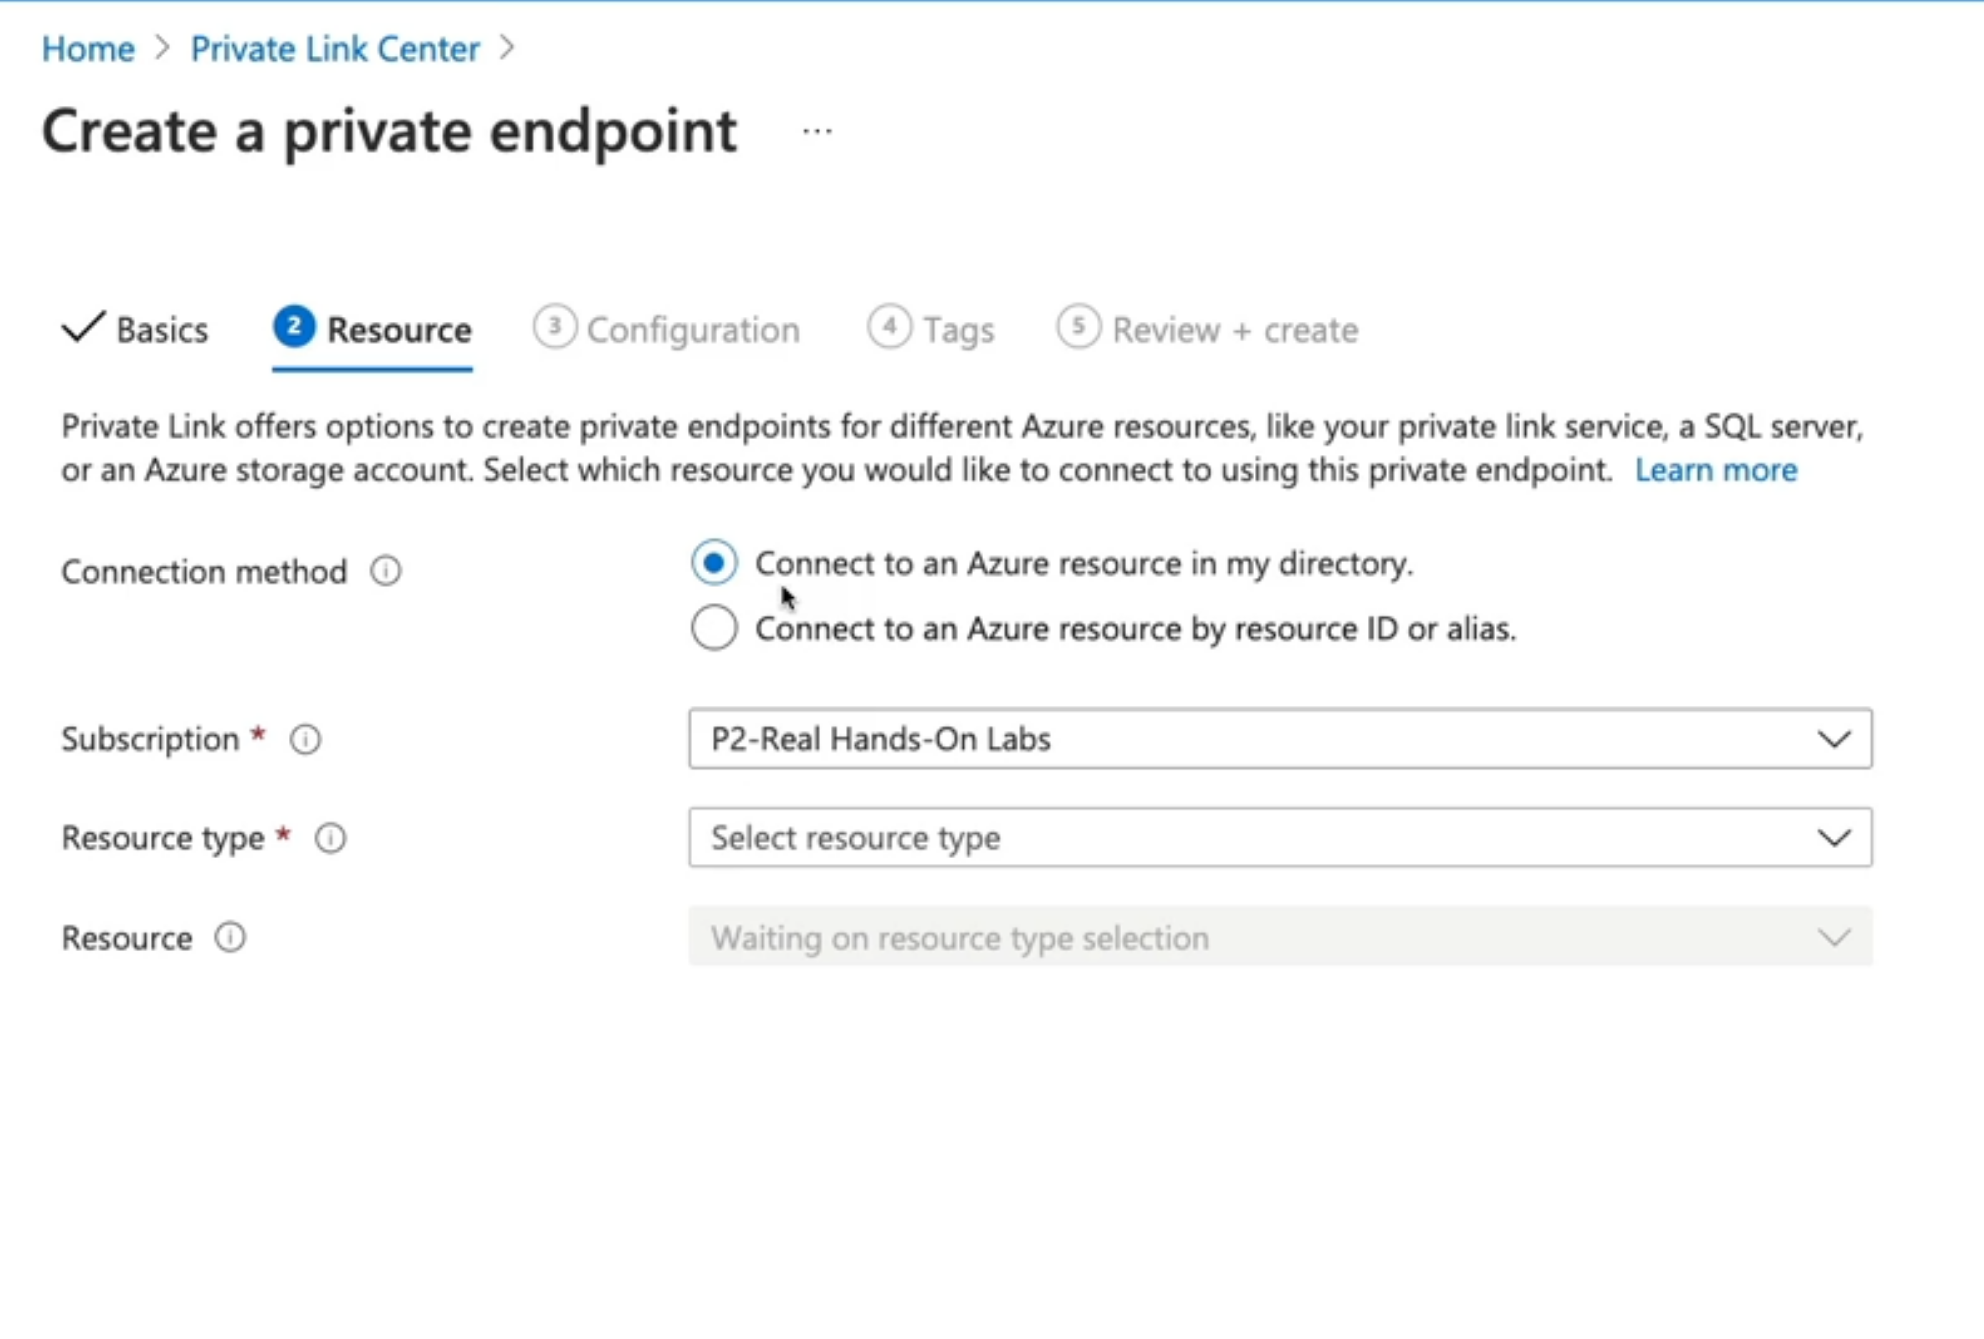 Home > Private Link Center >
Create a private endpoint ...
Basics 2 Resource 3 Configuration 4 Tags 5 Review + create
Private Link offers options to create private endpoints for different Azure resources, like your private link service, a SQL server,
or an Azure storage account. Select which resource you would like to connect to using this private endpoint. Learn more
Connection method
Connect to an Azure resource in my directory.
Connect to an Azure resource by resource ID or alias.
Subscription * P2-Real Hands-On Labs
Resource type * Select resource type
Resource Waiting on resource type selection